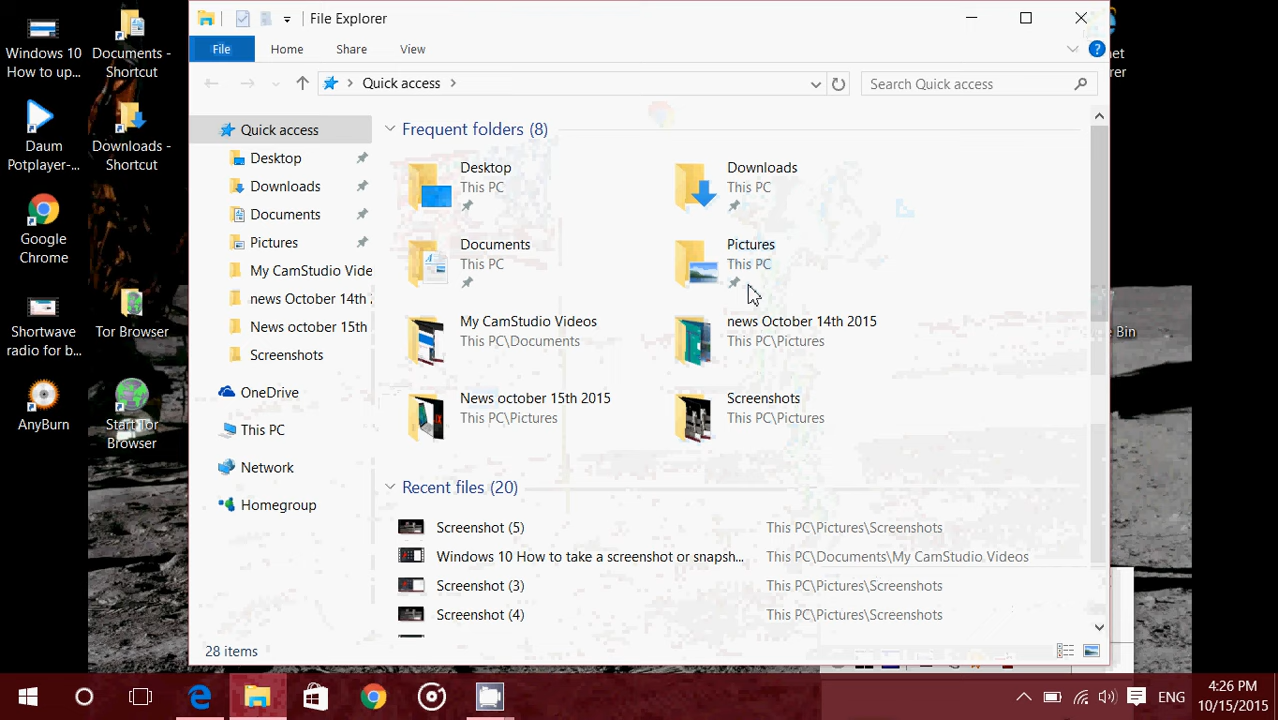 Windows 10
How to up...
Documents -
Shortcut
Daum
Potplayer-...
Downloads -
Shortcut
Google
Chrome
Shortwave
radio for b...
Tor Browser
AnyBurn
Start Tor
Browser
File Explorer
File
Home
Share
View
Quick access
Search Quick access
Quick access
Desktop
Downloads
Documents
Pictures
My CamStudio Vide
news October 14th 2
News october 15th
Screenshots
OneDrive
This PC
Network
Homegroup
Frequent folders (8)
Desktop
This PC
Downloads
This PC
Documents
This PC
Pictures
This PC
My CamStudio Videos
This PC\Documents
news October 14th 2015
This PC\Pictures
News october 15th 2015
This PC\Pictures
Screenshots
This PC\Pictures
Recent files (20)
Screenshot (5)
This PC\Pictures\Screenshots
Windows 10 How to take a screenshot or snapsh...
This PC\Documents\My CamStudio Videos
Screenshot (3)
This PC\Pictures\Screenshots
Screenshot (4)
This PC\Pictures\Screenshots
28 items
Bin
ENG
4:26 PM
10/15/2015